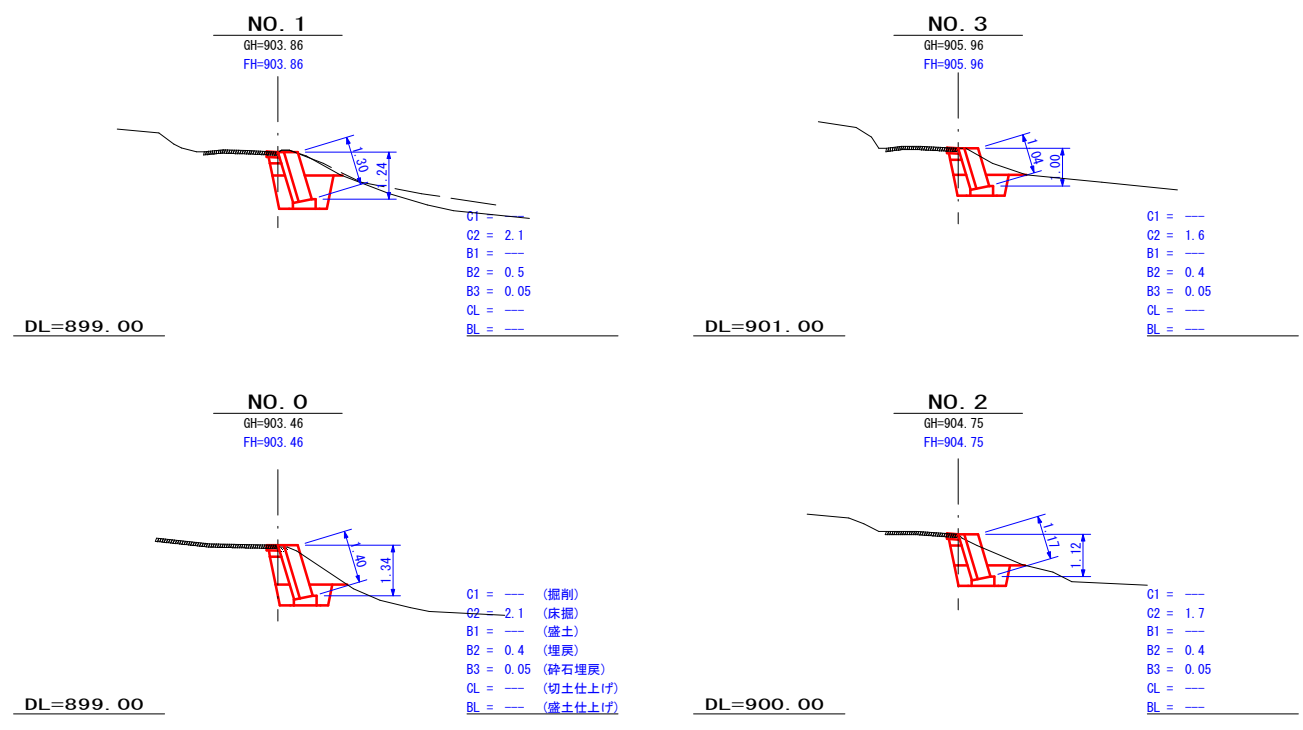 NO. 1
GH=903. 86
FH=903. 86
1. 30
1. 24
C1 = ---
C2 = 2. 1
B1 = ---
B2 = 0. 5
B3 = 0. 05
CL = ---
BL = ---
DL=899. 00
NO. 3
GH=905. 96
FH=905. 96
1. 04
1. 00
C1 = ---
C2 = 1. 6
B1 = ---
B2 = 0. 4
B3 = 0. 05
CL = ---
BL = ---
DL=901. 00
NO. 0
GH=903. 46
FH=903. 46
1. 40
1. 34
C1 = --- (掘削)
C2 = 2. 1 (床掘)
B1 = --- (盛土)
B2 = 0. 4 (埋戻)
B3 = 0. 05 (砕石埋戻)
CL = --- (切土仕上げ)
BL = --- (盛土仕上げ)
DL=899. 00
NO. 2
GH=904. 75
FH=904. 75
1. 17
1. 12
C1 = ---
C2 = 1. 7
B1 = ---
B2 = 0. 4
B3 = 0. 05
CL = ---
BL = ---
DL=900. 00